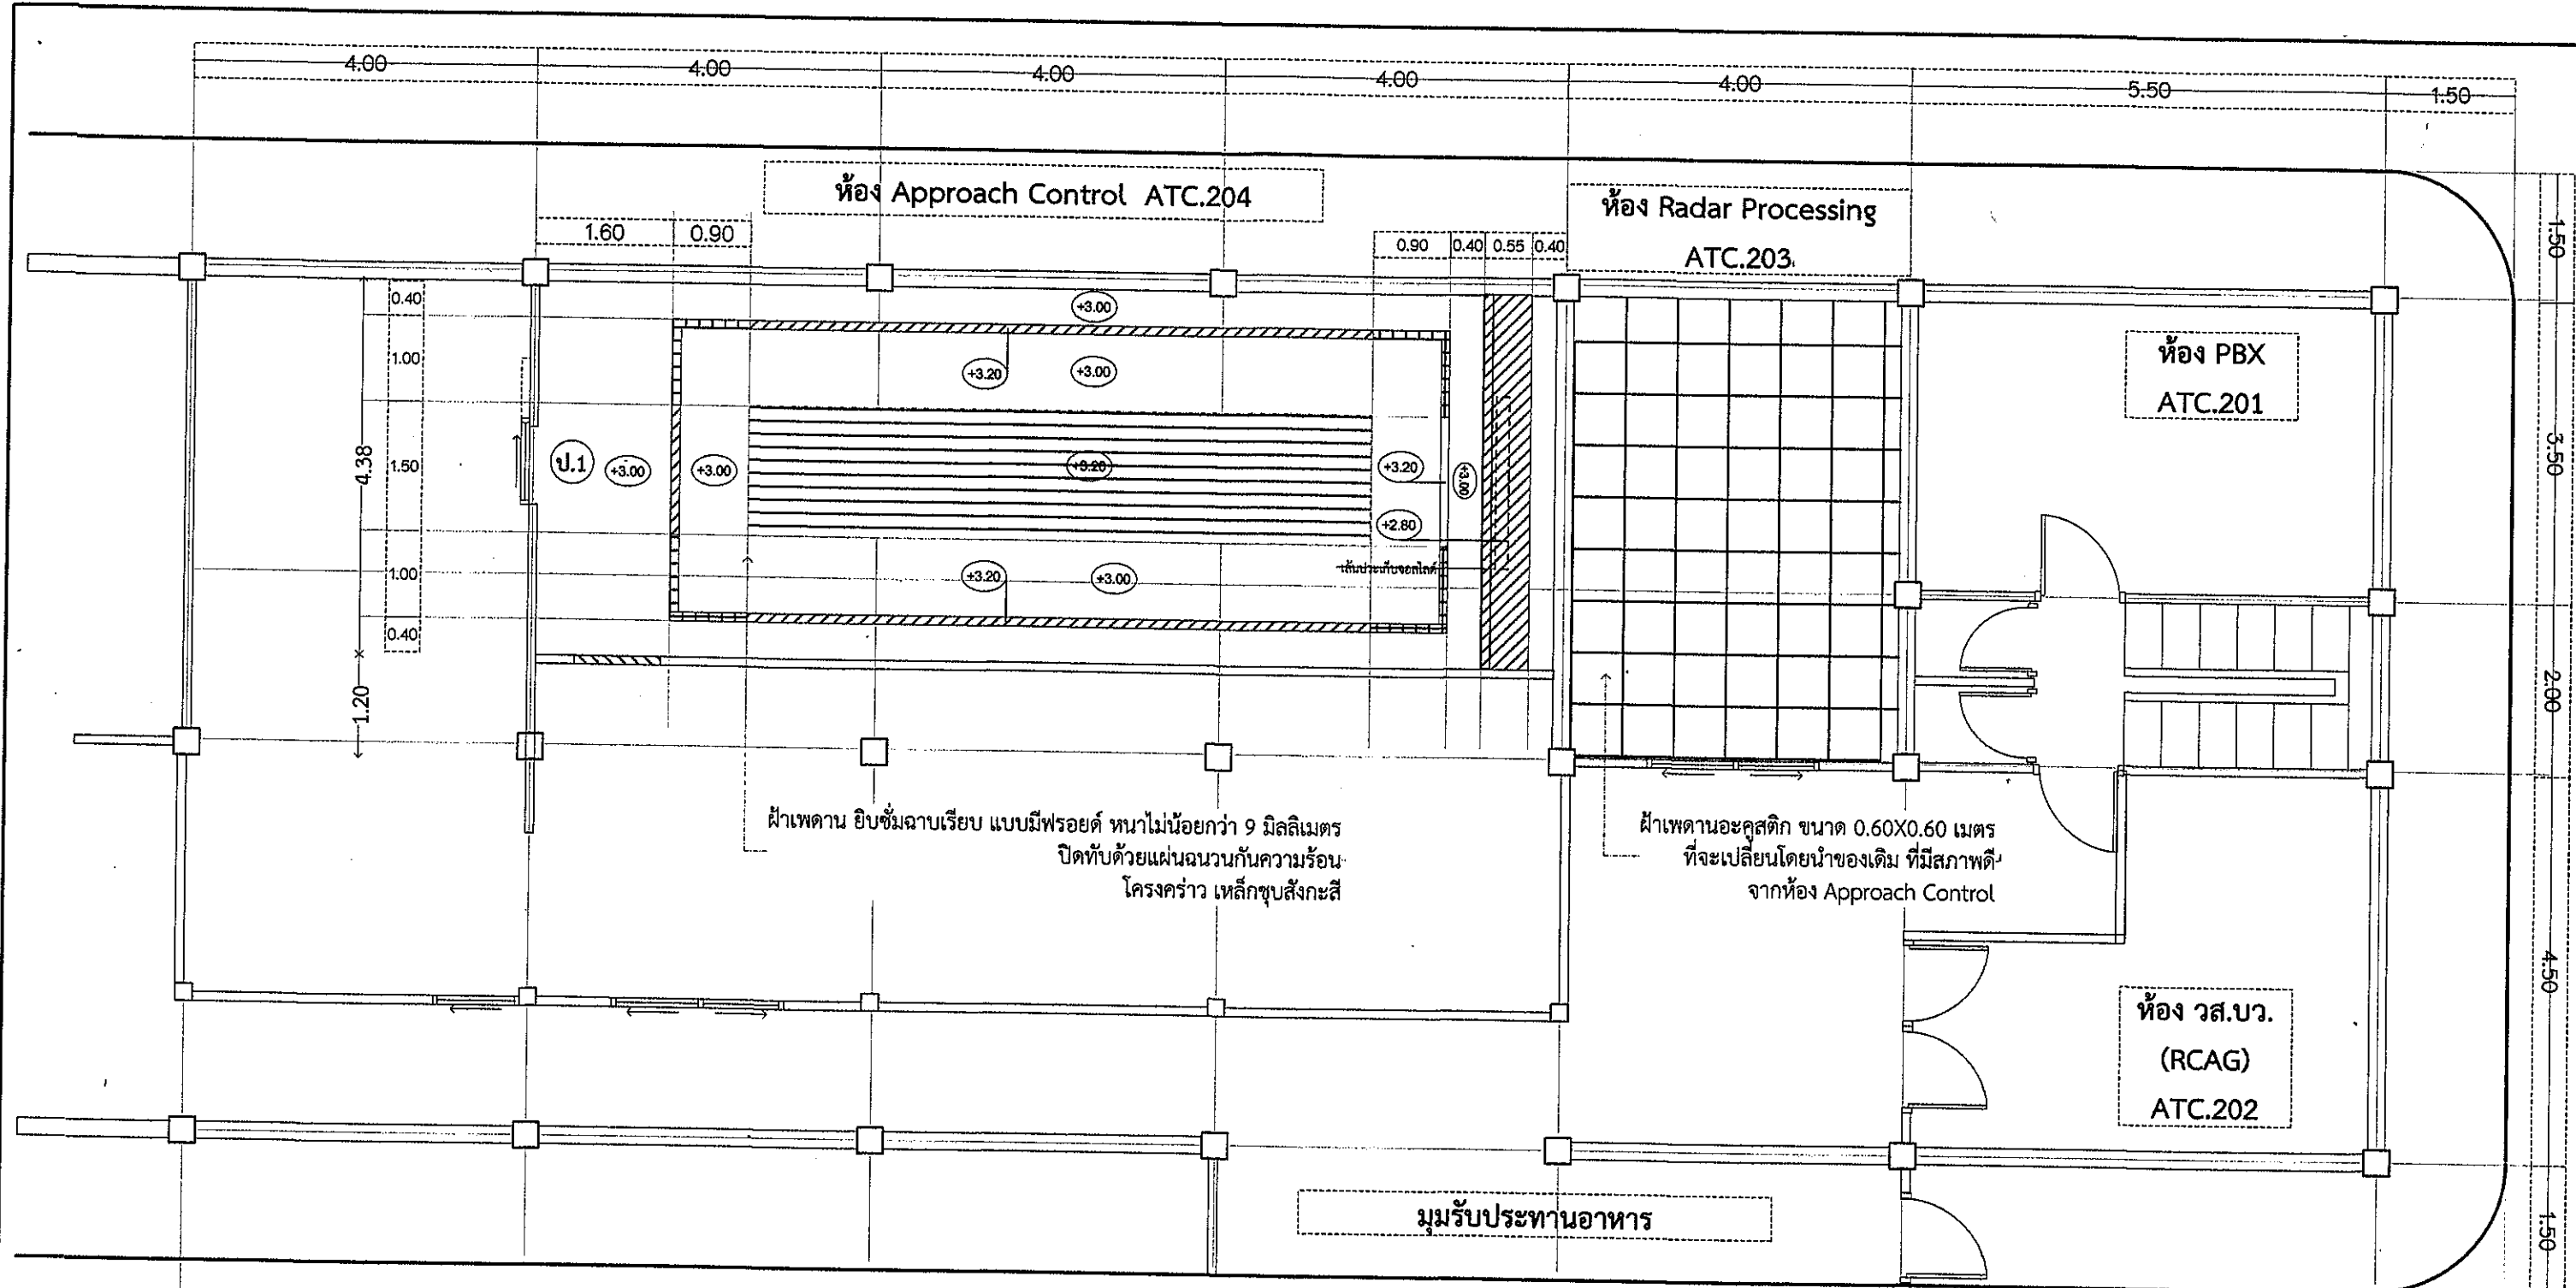 4.00 4.00 4.00 4.00 4.00 5.50 1.50
ห้อง Approach Control ATC.204
ห้อง Radar Processing
ATC.203
1.60 0.90
0.90 0.40 0.55 0.40
1.50
3.50
2.00
4.50
1.50
0.40
1.00
1.50
1.00
0.40
4.38
1.20
+3.00
+3.20 +3.00
ป.1 +3.00 +3.00 +3.20 +3.20 +3.00
+2.80
+3.20 +3.00
ห้อง PBX
ATC.201
ฝ้าเพดาน ยิบซั่มฉาบเรียบ แบบมีฟรอยด์ หนาไม่น้อยกว่า 9 มิลลิเมตร
ปิดทับด้วยแผ่นฉนวนกันความร้อน
โครงคร่าว เหล็กชุบสังกะสี
ฝ้าเพดานอะคูสติก ขนาด 0.60X0.60 เมตร
ที่จะเปลี่ยนโดยนำของเดิม ที่มีสภาพดี
จากห้อง Approach Control
ห้อง วส.บว.
(RCAG)
ATC.202
มุมรับประทานอาหาร